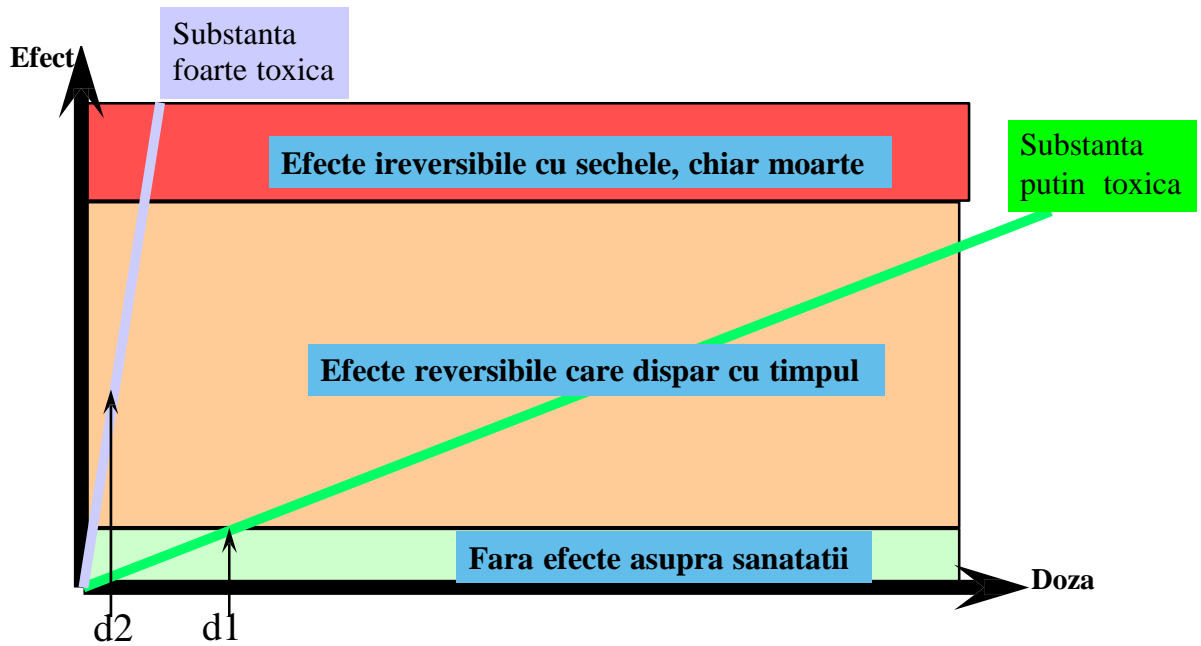 Substanta
foarte toxica
Efect
Efecte ireversibile cu sechele, chiar moarte
Substanta
putin toxica
Efecte reversibile care dispar cu timpul
Fara efecte asupra sanatatii
Doza
d2
d1